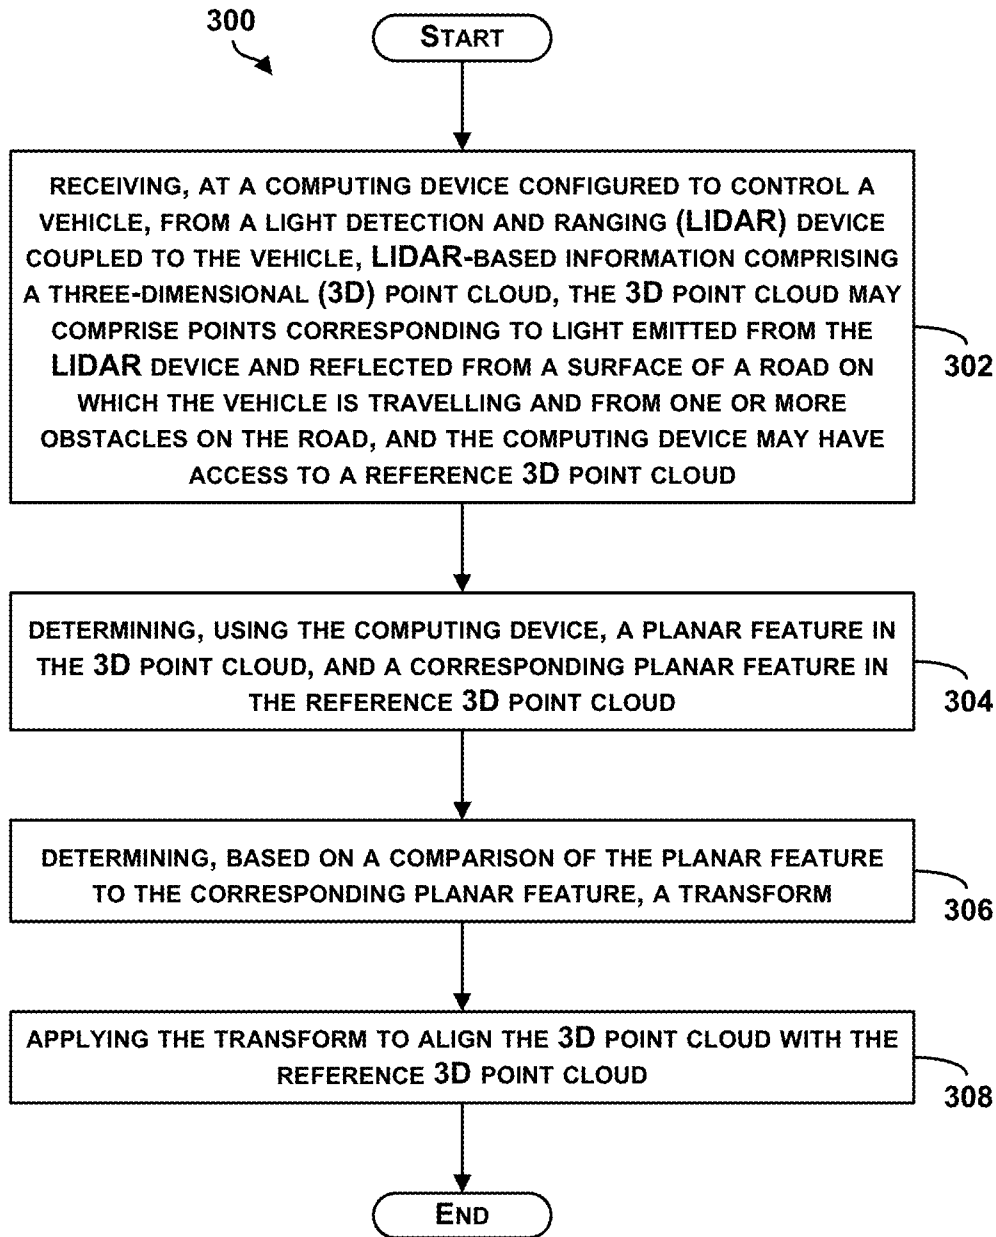 300
START
RECEIVING, AT A COMPUTING DEVICE CONFIGURED TO CONTROL A
VEHICLE, FROM A LIGHT DETECTION AND RANGING (LIDAR) DEVICE
COUPLED TO THE VEHICLE, LIDAR-BASED INFORMATION COMPRISING
A THREE-DIMENSIONAL (3D) POINT CLOUD, THE 3D POINT CLOUD MAY
COMPRISE POINTS CORRESPONDING TO LIGHT EMITTED FROM THE
LIDAR DEVICE AND REFLECTED FROM A SURFACE OF A ROAD ON
WHICH THE VEHICLE IS TRAVELLING AND FROM ONE OR MORE
OBSTACLES ON THE ROAD, AND THE COMPUTING DEVICE MAY HAVE
ACCESS TO A REFERENCE 3D POINT CLOUD
302
DETERMINING, USING THE COMPUTING DEVICE, A PLANAR FEATURE IN
THE 3D POINT CLOUD, AND A CORRESPONDING PLANAR FEATURE IN
THE REFERENCE 3D POINT CLOUD
304
DETERMINING, BASED ON A COMPARISON OF THE PLANAR FEATURE
TO THE CORRESPONDING PLANAR FEATURE, A TRANSFORM
306
APPLYING THE TRANSFORM TO ALIGN THE 3D POINT CLOUD WITH THE
REFERENCE 3D POINT CLOUD
308
END